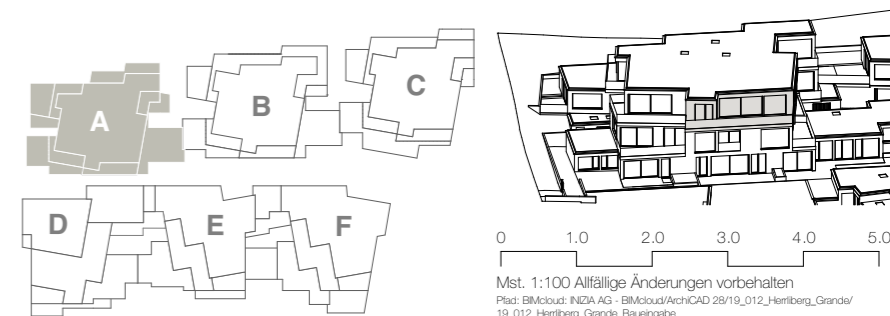 A
B
C
D
E
F
0 1.0 2.0 3.0 4.0 5.0
Mst. 1:100 Allfällige Änderungen vorbehalten
Pfad: BIMcloud: INIZIA AG - BIMcloud/ArchiCAD 28/19_012_Herrliberg_Grande/
19_012_Herrliberg_Grande_Baueingabe